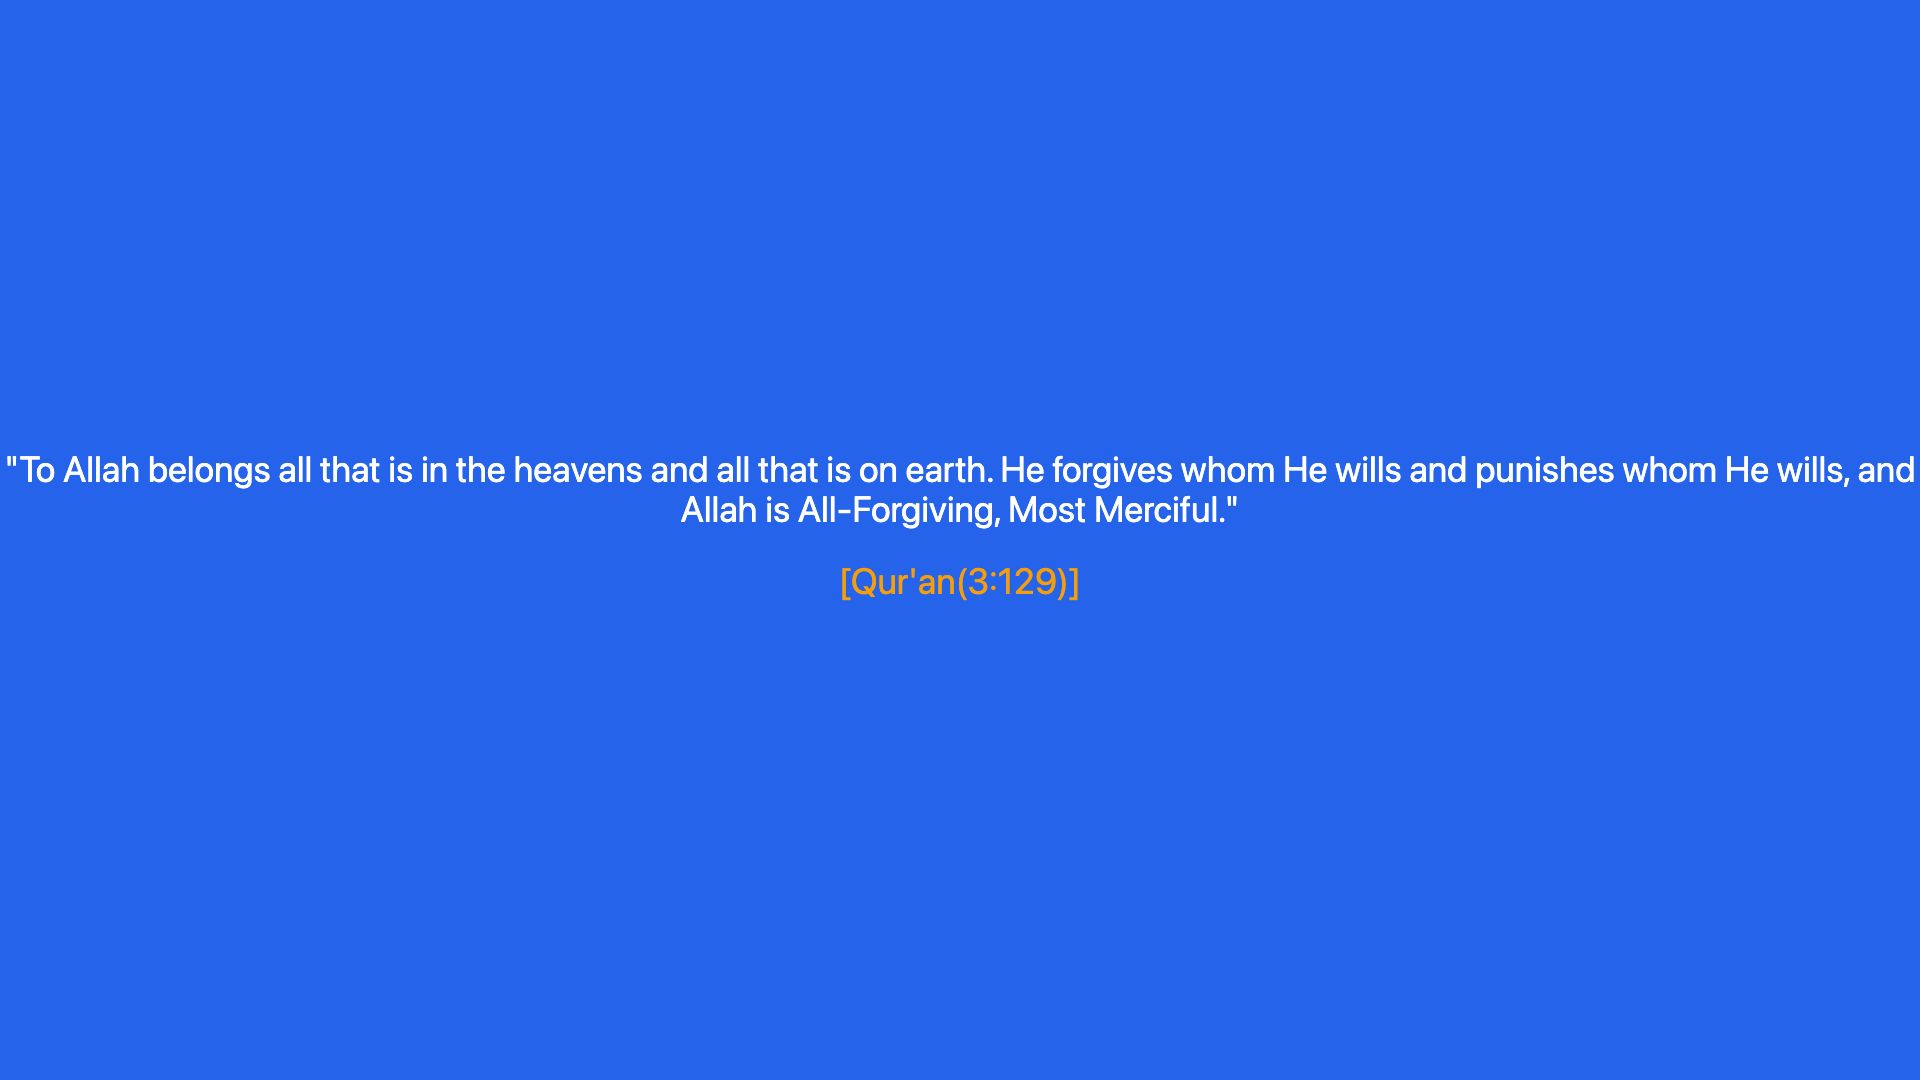 "To Allah belongs all that is in the heavens and all that is on earth. He forgives whom He wills and punishes whom He wills, and
Allah is All-Forgiving, Most Merciful."
[Qur'an(3:129)]